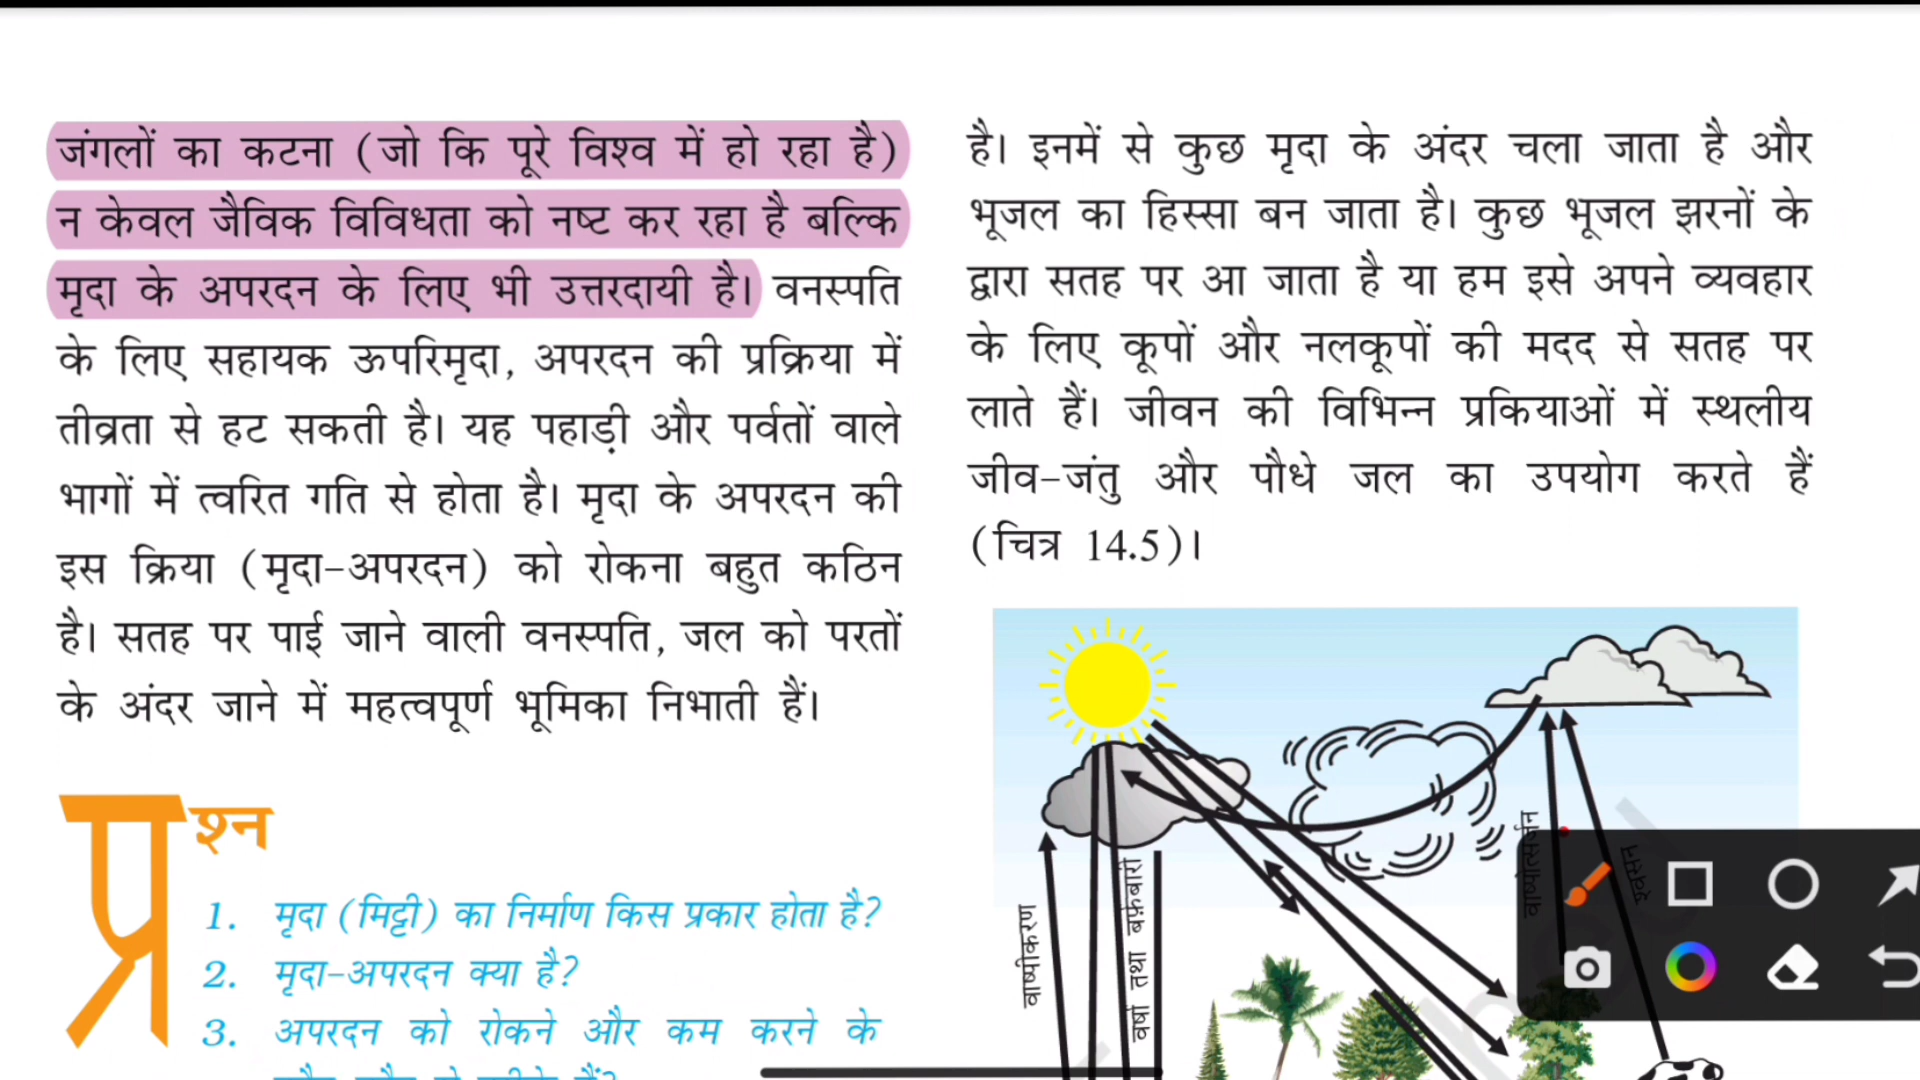 जंगलों का कटना (जो कि पूरे विश्व में हो रहा है)
न केवल जैविक विविधता को नष्ट कर रहा है बल्कि
मृदा के अपरदन के लिए भी उत्तरदायी है। वनस्पति
के लिए सहायक ऊपरिमृदा, अपरदन की प्रक्रिया में
तीव्रता से हट सकती है। यह पहाड़ी और पर्वतों वाले
भागों में त्वरित गति से होता है। मृदा के अपरदन की
इस क्रिया (मृदा-अपरदन) को रोकना बहुत कठिन
है। सतह पर पाई जाने वाली वनस्पति, जल को परतों
के अंदर जाने में महत्वपूर्ण भूमिका निभाती हैं।
प्रश्न
1. मृदा (मिट्टी) का निर्माण किस प्रकार होता है?
2. मृदा-अपरदन क्या है?
3. अपरदन को रोकने और कम करने के
है। इनमें से कुछ मृदा के अंदर चला जाता है और
भूजल का हिस्सा बन जाता है। कुछ भूजल झरनों के
द्वारा सतह पर आ जाता है या हम इसे अपने व्यवहार
के लिए कूपों और नलकूपों की मदद से सतह पर
लाते हैं। जीवन की विभिन्न प्रकियाओं में स्थलीय
जीव-जंतु और पौधे जल का उपयोग करते हैं
(चित्र 14.5)।
वाष्पीकरण
वर्षा तथा बर्फ़बारी
वाष्पोत्सर्जन
श्वसन